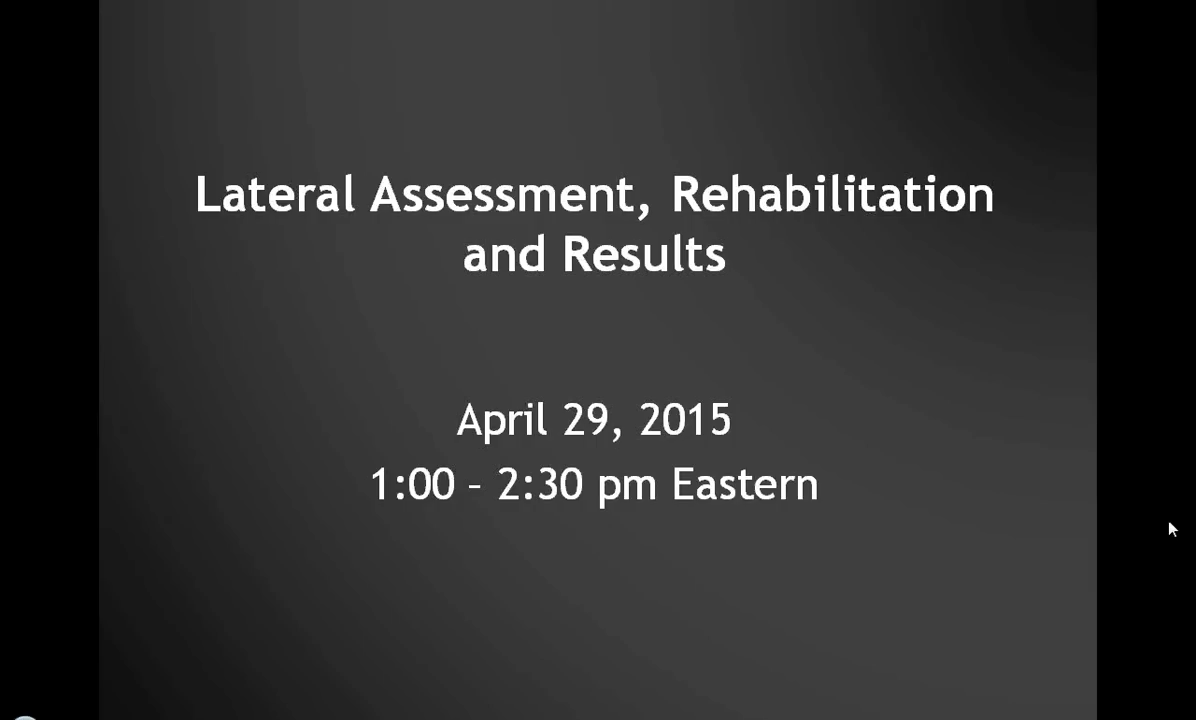 Lateral Assessment, Rehabilitation
and Results
April 29, 2015
1:00 – 2:30 pm Eastern